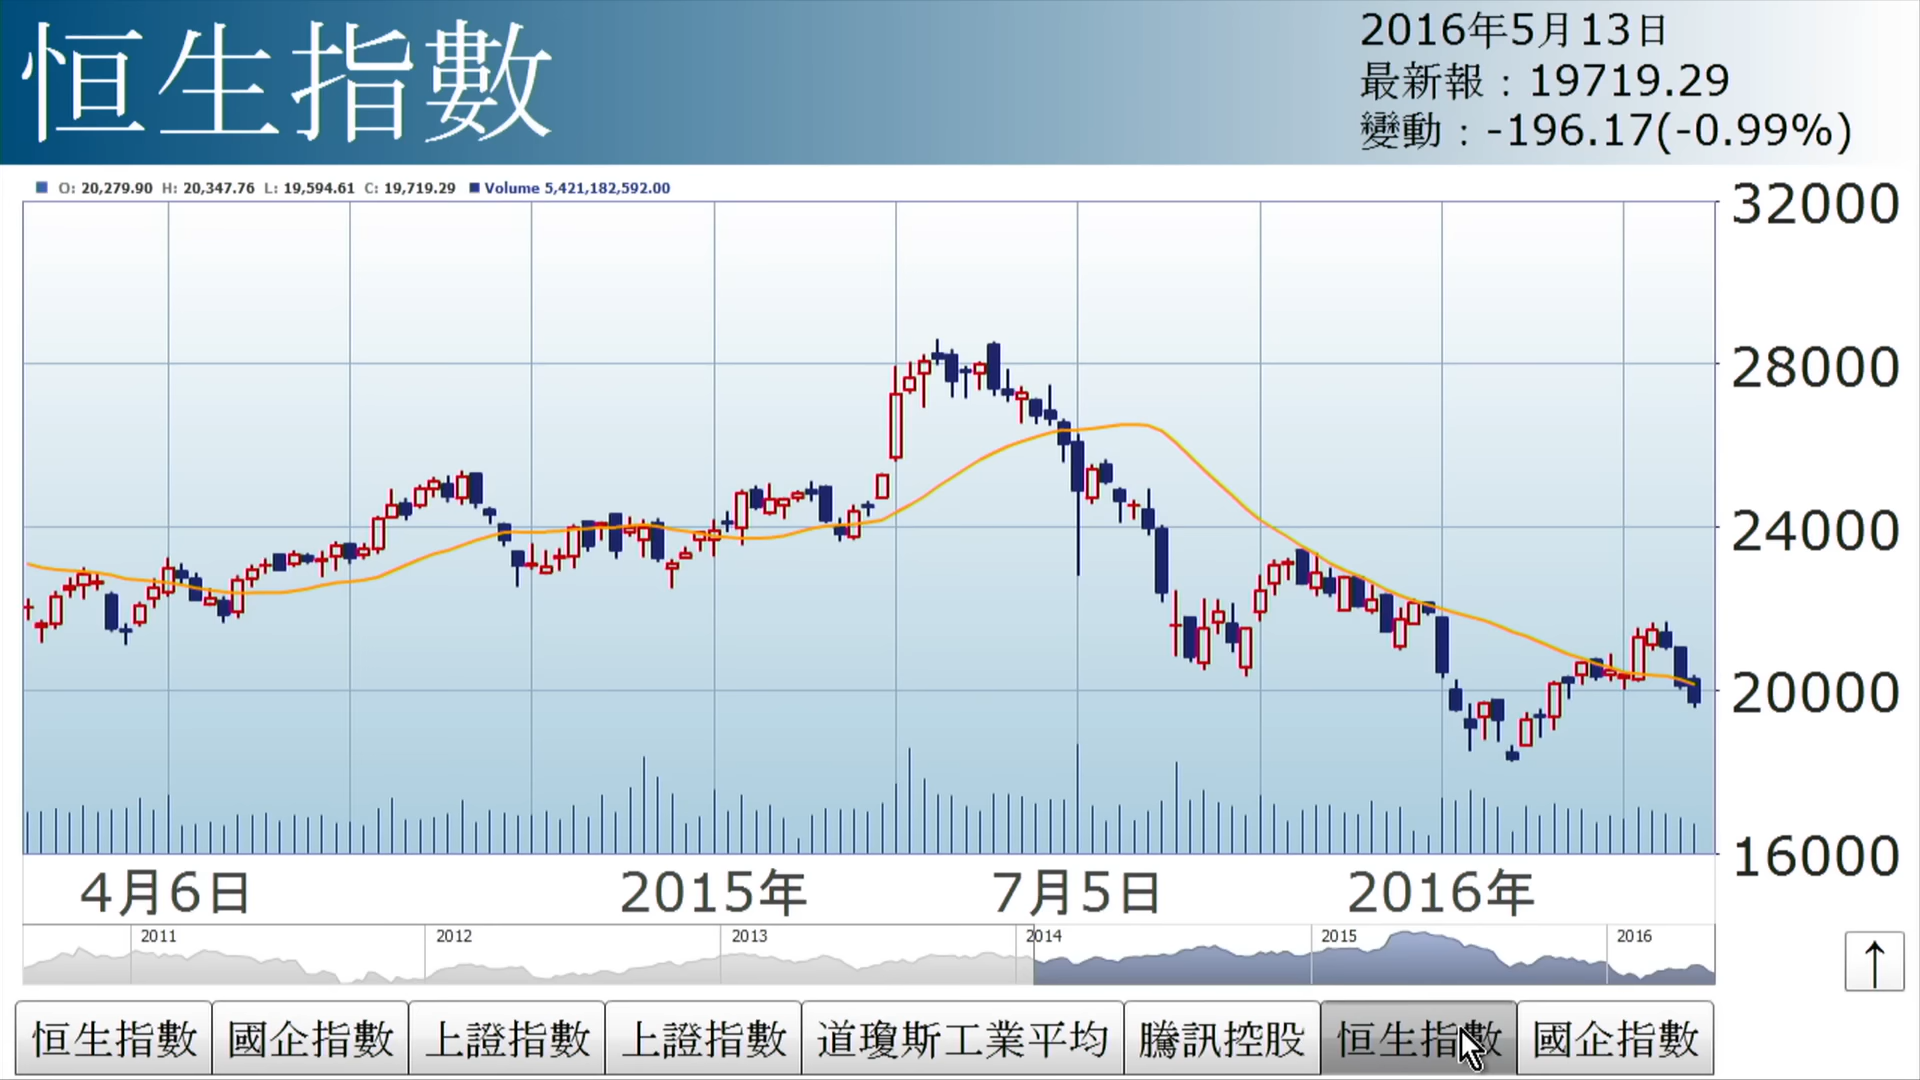 恒生指數
2016年5月13日
最新報：19719.29
變動：-196.17(-0.99%)
O: 20,279.90 H: 20,347.76 L: 19,594.61 C: 19,719.29 Volume 5,421,182,592.00
32000
28000
24000
20000
16000
4月6日 2015年 7月5日 2016年
2011 2012 2013 2014 2015 2016
↑
恒生指數 國企指數 上證指數 上證指數 道瓊斯工業平均 騰訊控股 恒生指數 國企指數